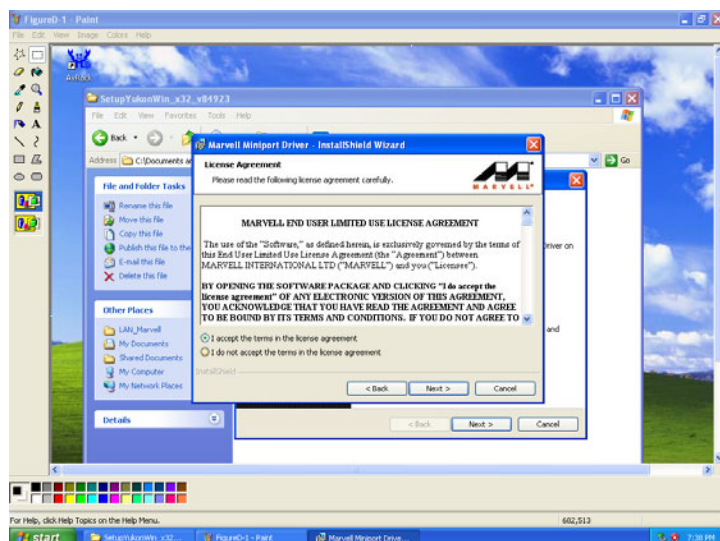 FigureD-1 - Paint
File Edit View Image Colors Help
SetupYukonWin_x32_v84923
File Edit View Favorites Tools Help
Back
Address C:\Documents an
Go
File and Folder Tasks
Rename this file
Move this file
Copy this file
Publish this file to the
E-mail this file
Delete this file
Other Places
LAN_Marvell
My Documents
Shared Documents
My Computer
My Network Places
Details
Marvell Miniport Driver - InstallShield Wizard
License Agreement
Please read the following license agreement carefully.
MARVELL
MARVELL END USER LIMITED USE LICENSE AGREEMENT
The use of the "Software," as defined herein, is exclusively governed by the terms of
this End User Limited Use License Agreement (the "Agreement") between
MARVELL INTERNATIONAL LTD ("MARVELL") and you ("Licensee").
BY OPENING THE SOFTWARE PACKAGE AND CLICKING "I do accept the
license agreement" OF ANY ELECTRONIC VERSION OF THIS AGREEMENT,
YOU ACKNOWLEDGE THAT YOU HAVE READ THE AGREEMENT AND AGREE
TO BE BOUND BY ITS TERMS AND CONDITIONS. IF YOU DO NOT AGREE TO
I accept the terms in the license agreement
I do not accept the terms in the license agreement
InstallShield
< Back Next > Cancel
Driver on
and
< Back Next > Cancel
For Help, click Help Topics on the Help Menu.
602,513
start
SetupYukonWin_x32...
FigureD-1 - Paint
Marvell Miniport Drive...
7:38 PM